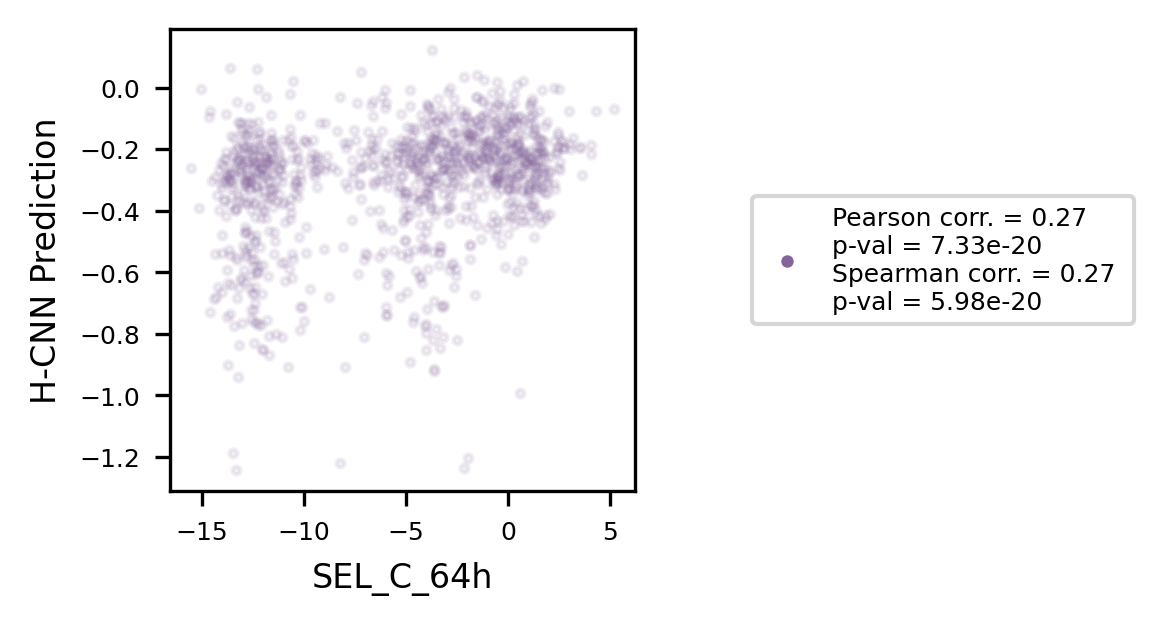 H-CNN Prediction
0.0
−0.2
−0.4
−0.6
−0.8
−1.0
−1.2
−15
−10
−5
0
5
SEL_C_64h
Pearson corr. = 0.27
p-val = 7.33e-20
Spearman corr. = 0.27
p-val = 5.98e-20